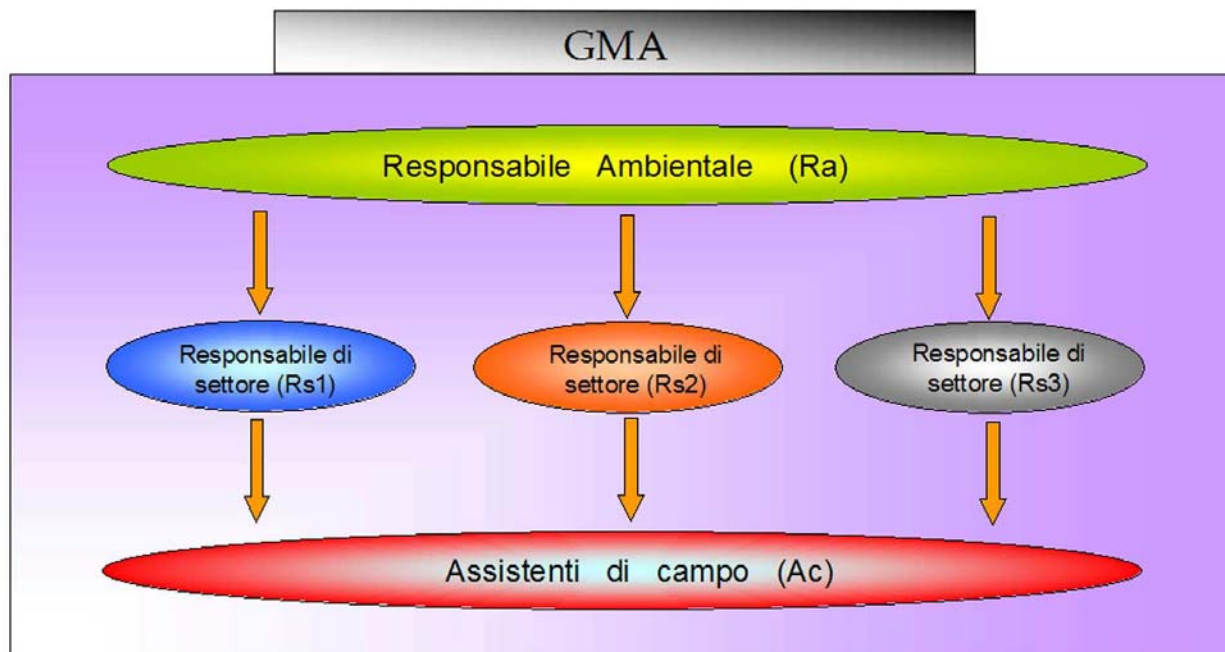 GMA
Responsabile Ambientale (Ra)
Responsabile di
settore (Rs1)
Responsabile di
settore (Rs2)
Responsabile di
settore (Rs3)
Assistenti di campo (Ac)